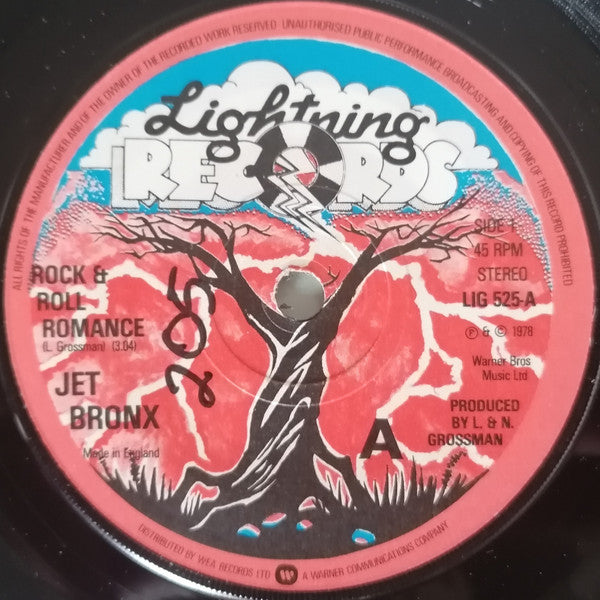 ALL RIGHTS OF THE MANUFACTURER AND OF THE OWNER OF THE RECORDED WORK RESERVED UNAUTHORISED PUBLIC PERFORMANCE BROADCASTING AND COPYING OF THIS RECORD PROHIBITED
Lightning
RECORDS
SIDE 1
45 RPM
STEREO
LIG 525-A
℗ & © 1978
Warner Bros
Music Ltd
ROCK &
ROLL
ROMANCE
(L. Grossman) (3.04)
205
JET
BRONX
Made in England
A
PRODUCED
BY L. & N.
GROSSMAN
DISTRIBUTED BY WEA RECORDS LTD W A WARNER COMMUNICATIONS COMPANY